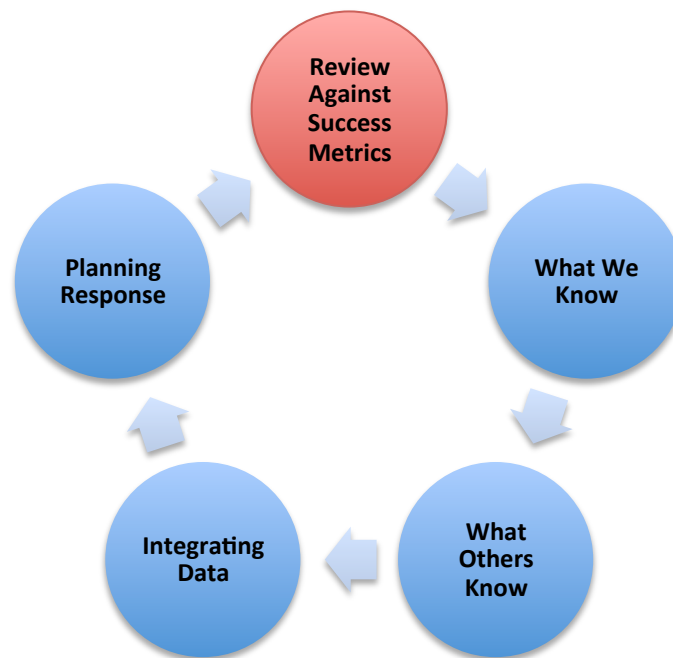 Review
Against
Success
Metrics
What We
Know
What
Others
Know
Integrating
Data
Planning
Response